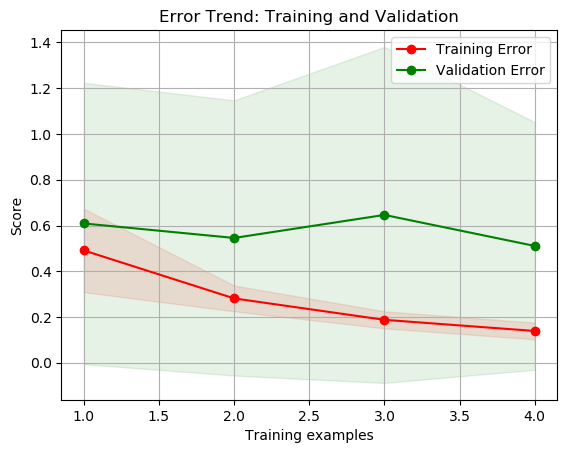 Error Trend: Training and Validation
Training Error
Validation Error
Score
1.4
1.2
1.0
0.8
0.6
0.4
0.2
0.0
1.0 1.5 2.0 2.5 3.0 3.5 4.0
Training examples